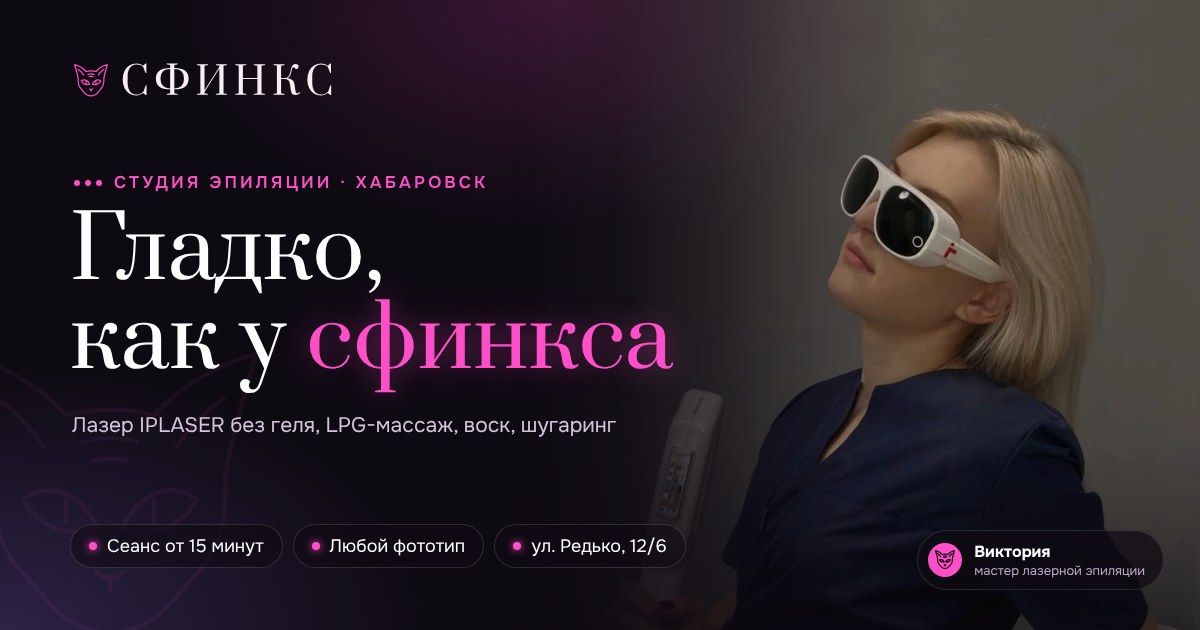 СФИНКС
СТУДИЯ ЭПИЛЯЦИИ · ХАБАРОВСК
Гладко,
как у сфинкса
Лазер IPLASER без геля, LPG-массаж, воск, шугаринг
Сеанс от 15 минут
Любой фототип
ул. Редько, 12/6
Виктория
мастер лазерной эпиляции